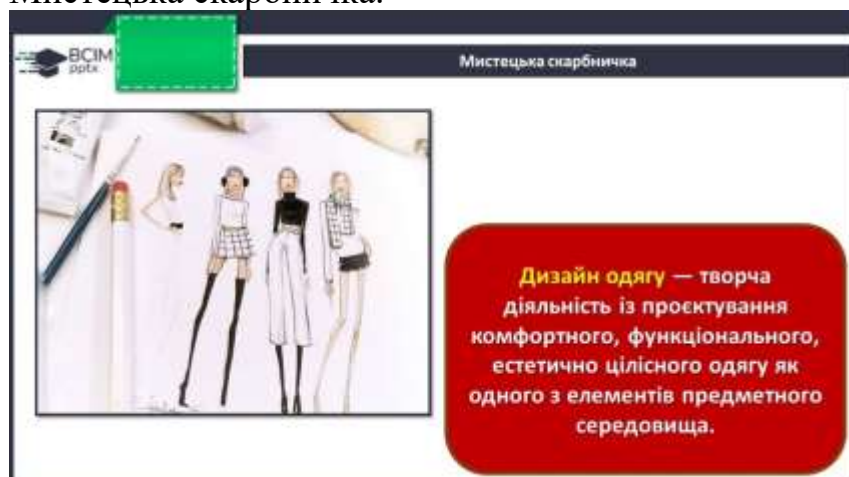 Мистецька скарбничка.
ВСІМ
pptx
Мистецька скарбничка
Дизайн одягу — творча
діяльність із проєктування
комфортного, функціонального,
естетично цілісного одягу як
одного з елементів предметного
середовища.